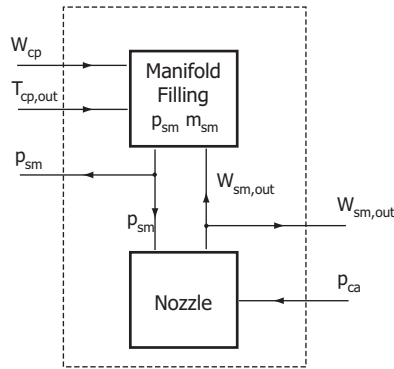 W_cp
T_cp,out
Manifold
Filling
p_sm m_sm
p_sm
W_sm,out
W_sm,out
p_sm
p_ca
Nozzle